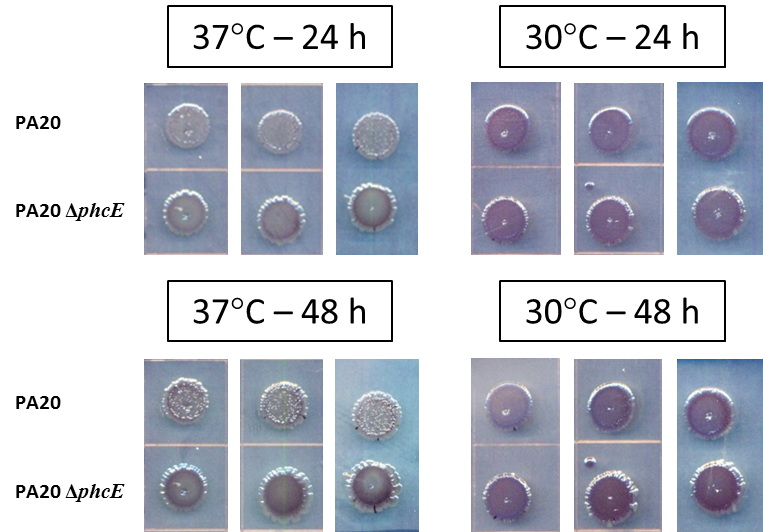 37°C – 24 h
30°C – 24 h
PA20
PA20 ΔphcE
37°C – 48 h
30°C – 48 h
PA20
PA20 ΔphcE